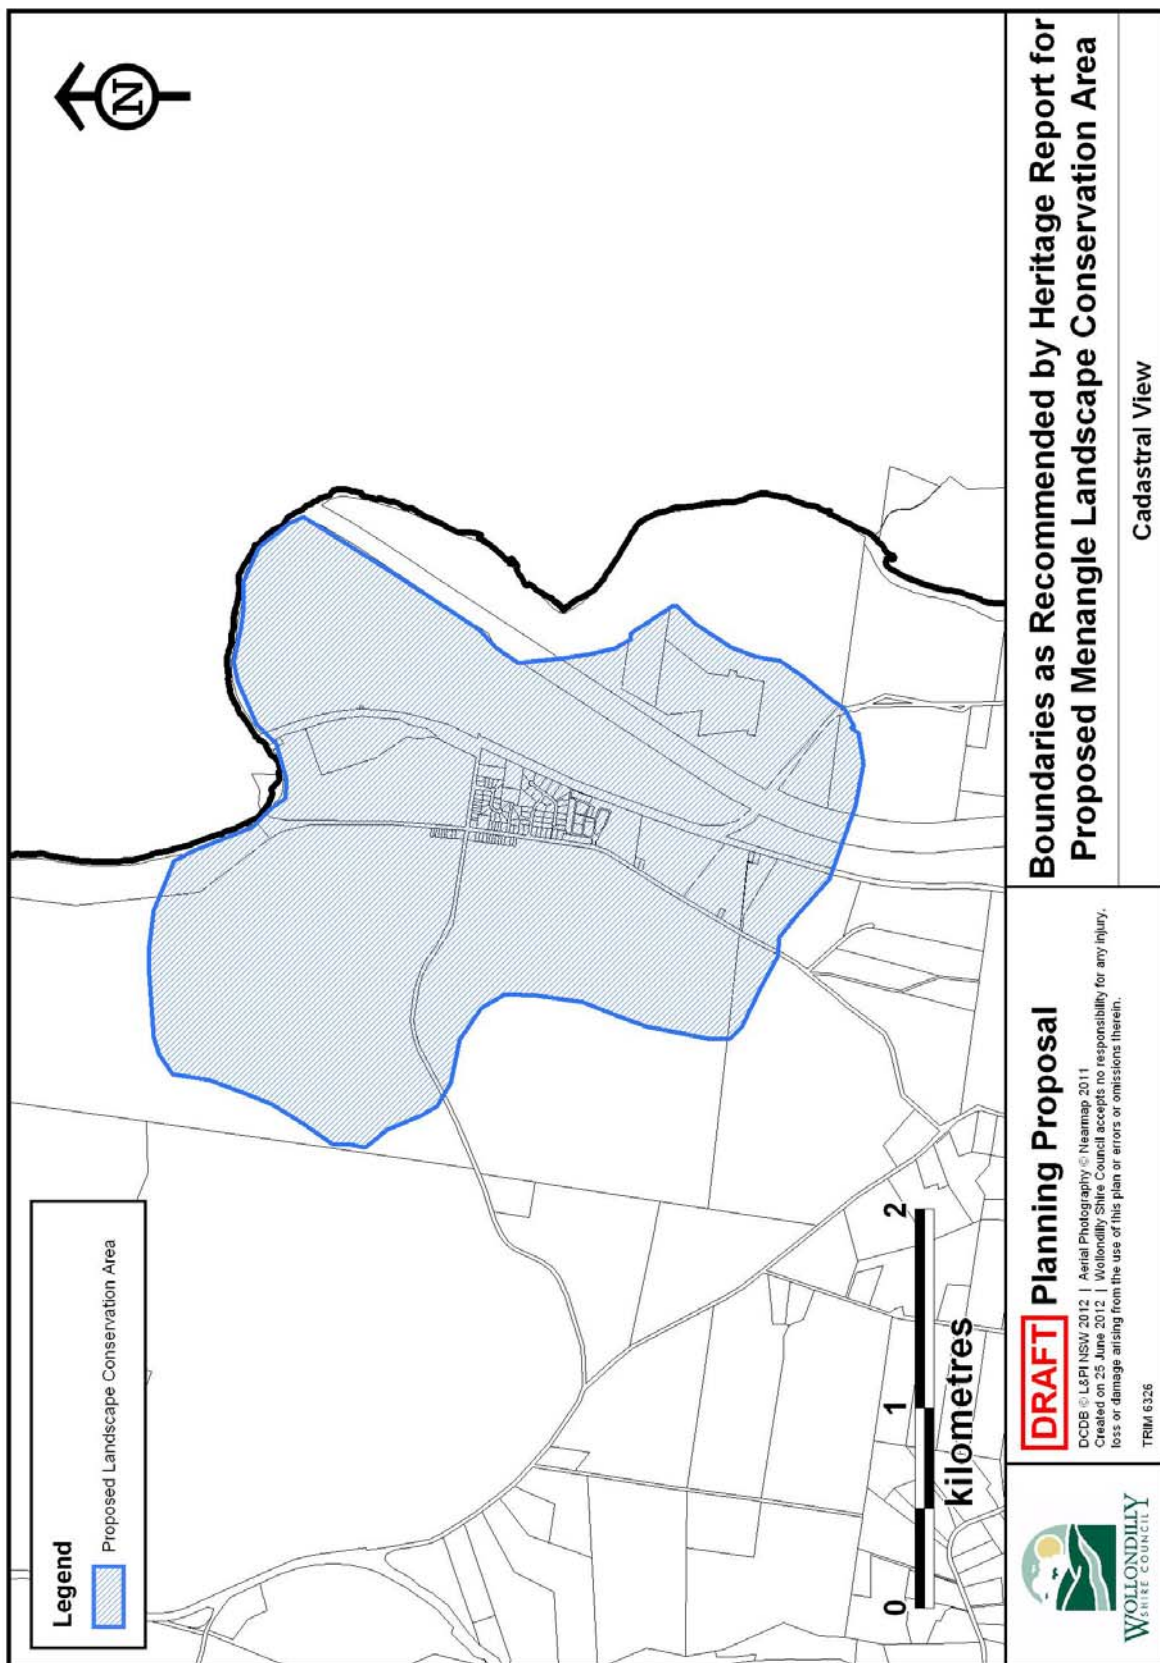 N
Legend
Proposed Landscape Conservation Area
0 1 2
kilometres
WOLLONDILLY
SHIRE COUNCIL
DRAFT Planning Proposal
DCDB © L&PI NSW 2012 | Aerial Photography © Nearmap 2011
Created on 25 June 2012 | Wollondilly Shire Council accepts no responsibility for any injury,
loss or damage arising from the use of this plan or errors or omissions therein.
TRIM 6326
Boundaries as Recommended by Heritage Report for
Proposed Menangle Landscape Conservation Area
Cadastral View